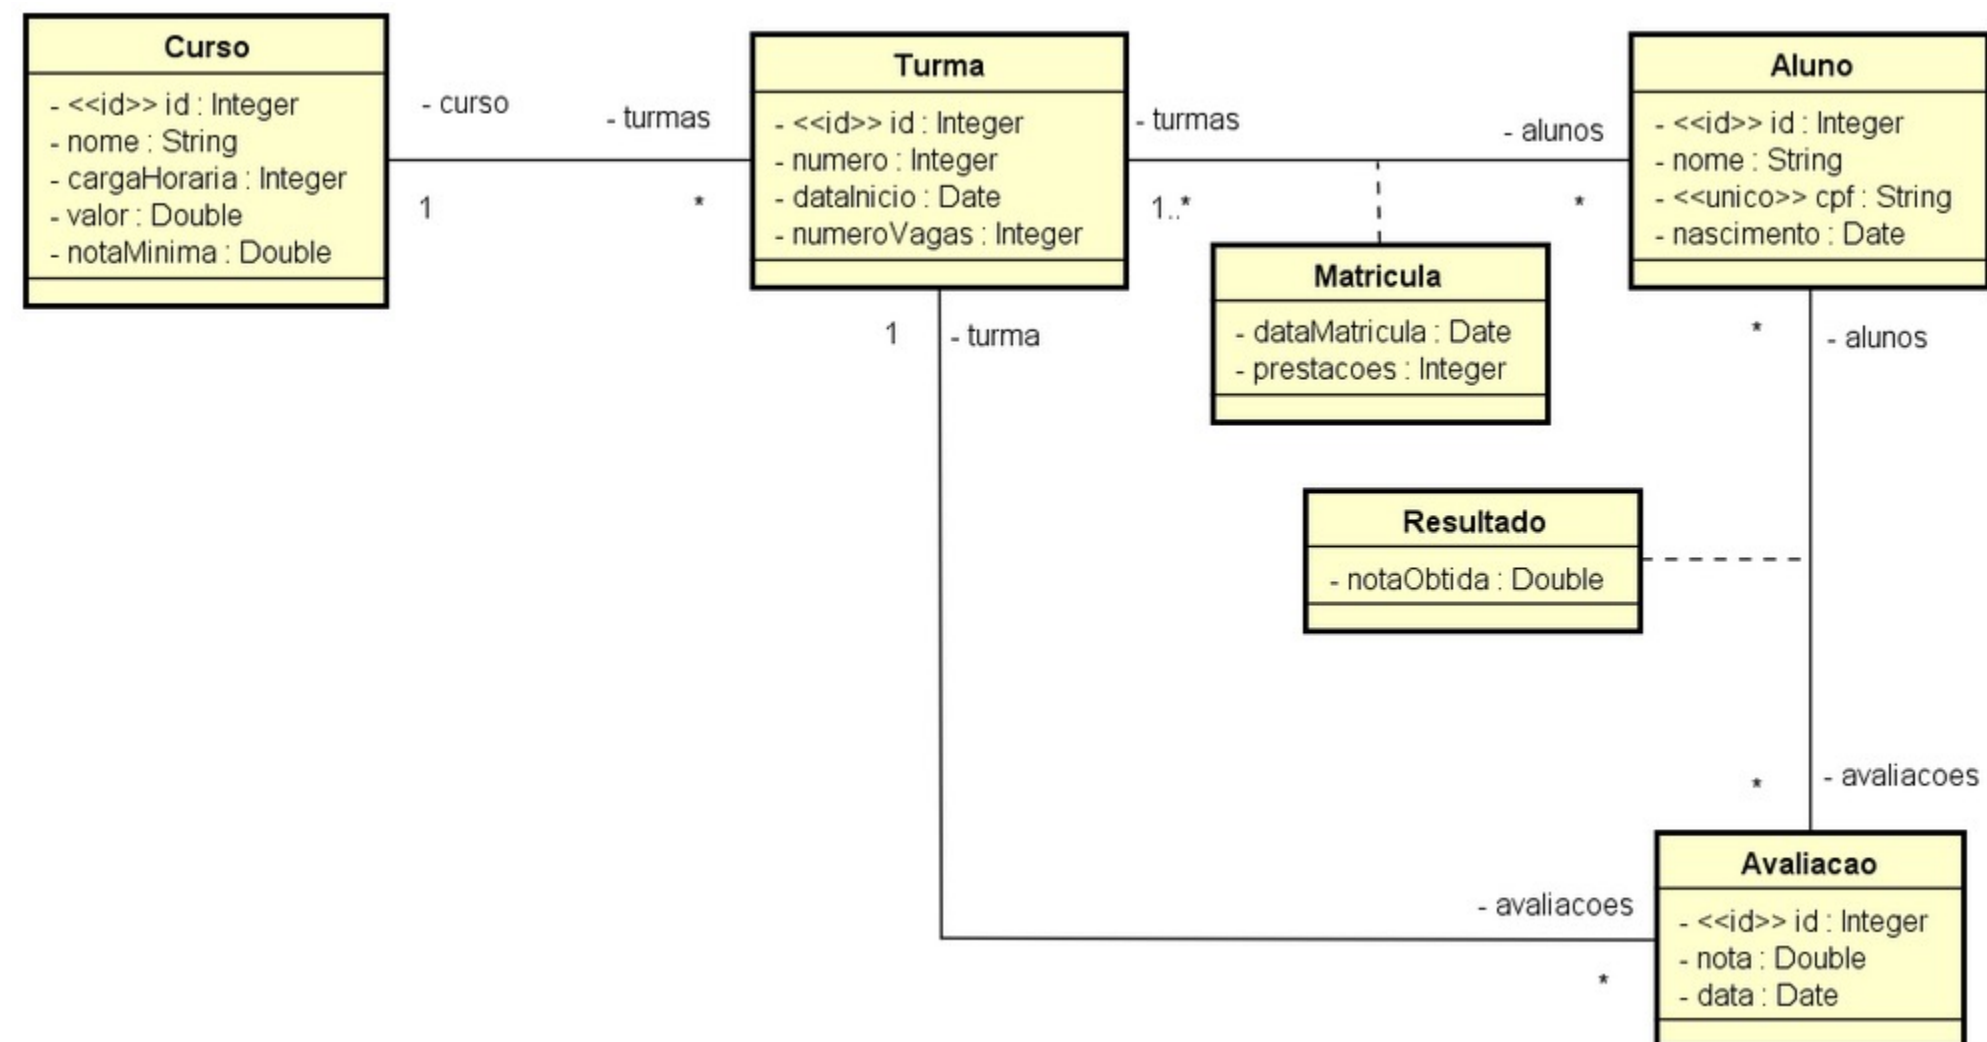 Curso
- <<id>> id : Integer
- nome : String
- cargaHoraria : Integer
- valor : Double
- notaMinima : Double
- curso
- turmas
1
*
Turma
- <<id>> id : Integer
- numero : Integer
- dataInicio : Date
- numeroVagas : Integer
- turmas
- alunos
1..*
*
Aluno
- <<id>> id : Integer
- nome : String
- <<unico>> cpf : String
- nascimento : Date
Matricula
- dataMatricula : Date
- prestacoes : Integer
1
- turma
*
- alunos
Resultado
- notaObtida : Double
*
- avaliacoes
- avaliacoes
*
Avaliacao
- <<id>> id : Integer
- nota : Double
- data : Date